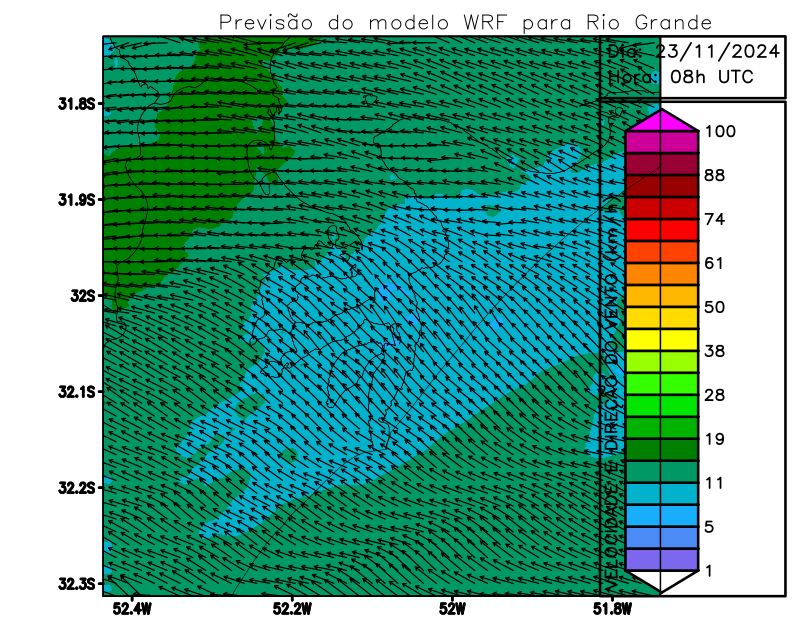 Previsão do modelo WRF para Rio Grande
Dia: 23/11/2024
Hora: 08h UTC
VELOCIDADE E DIREÇÃO DO VENTO (km/h)
100
88
74
61
50
38
28
19
11
5
1
31.8S
31.9S
32S
32.1S
32.2S
32.3S
52.4W
52.2W
52W
51.8W